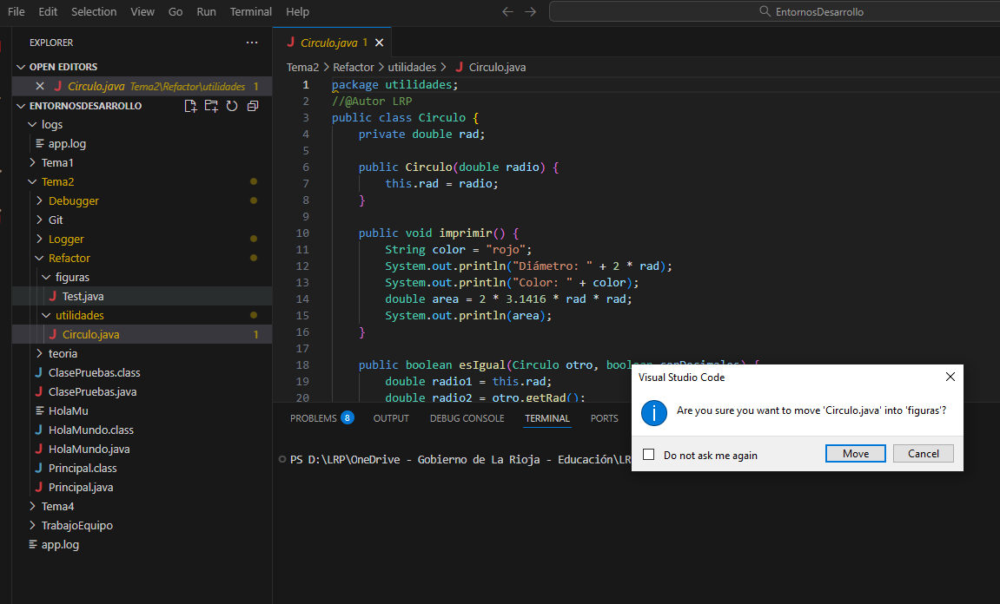 File Edit Selection View Go Run Terminal Help
EntornosDesarrollo
EXPLORER
OPEN EDITORS
Circulo.java Tema2\Refactor\utilidades 1
ENTORNOSDESARROLLO
logs
app.log
Tema1
Tema2
Debugger
Git
Logger
Refactor
figuras
Test.java
utilidades
Circulo.java 1
teoria
ClasePruebas.class
ClasePruebas.java
HolaMu
HolaMundo.class
HolaMundo.java
Principal.class
Principal.java
Tema4
TrabajoEquipo
app.log
Circulo.java 1
Tema2 > Refactor > utilidades > Circulo.java
1 package utilidades;
2 //@Autor LRP
3 public class Circulo {
4 private double rad;
5
6 public Circulo(double radio) {
7 this.rad = radio;
8 }
9
10 public void imprimir() {
11 String color = "rojo";
12 System.out.println("Diámetro: " + 2 * rad);
13 System.out.println("Color: " + color);
14 double area = 2 * 3.1416 * rad * rad;
15 System.out.println(area);
16 }
17
18 public boolean esIgual(Circulo otro, boolean conDecimales) {
19 double radio1 = this.rad;
20 double radio2 = otro.getRad();
PROBLEMS 8 OUTPUT DEBUG CONSOLE TERMINAL PORTS
PS D:\LRP\OneDrive - Gobierno de La Rioja - Educación\LR
Visual Studio Code
Are you sure you want to move 'Circulo.java' into 'figuras'?
Do not ask me again
Move
Cancel